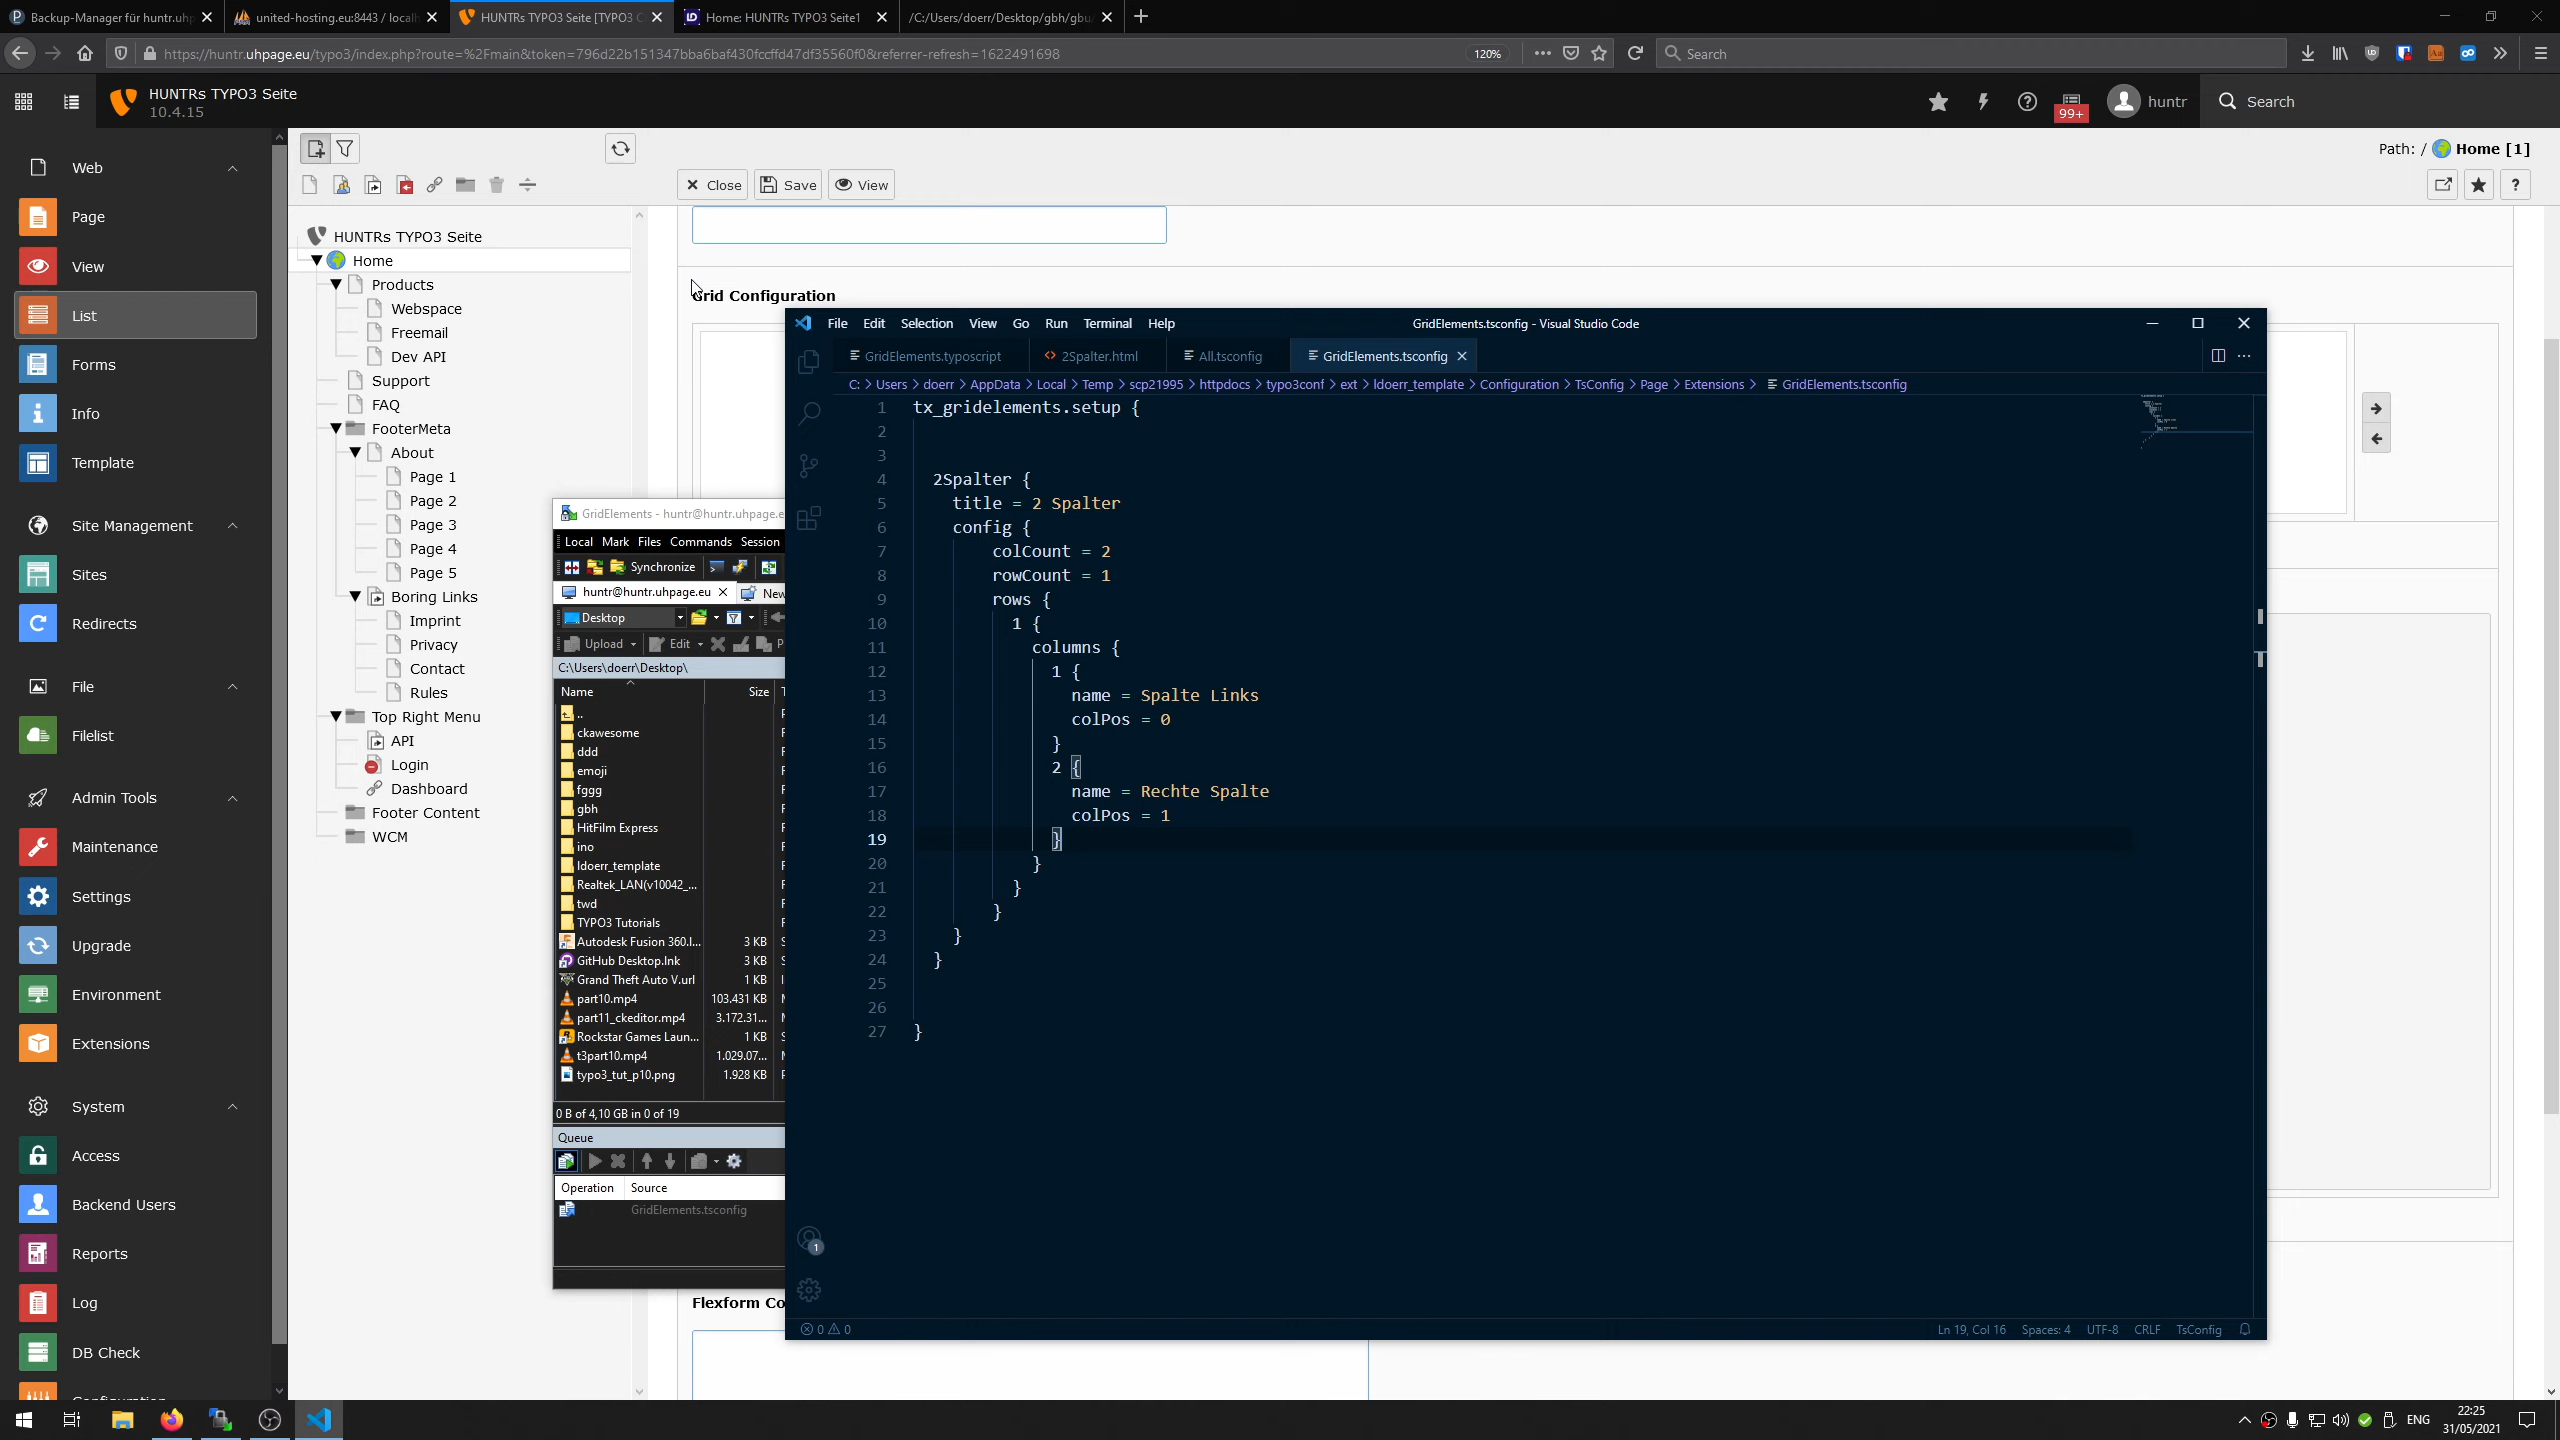 Backup-Manager für huntr.uhp
united-hosting.eu:8443 / localh
HUNTRs TYPO3 Seite [TYPO3 C
Home: HUNTRs TYPO3 Seite1
/C:/Users/doerr/Desktop/gbh/gbu
https://huntr.uhpage.eu/typo3/index.php?route=%2Fmain&token=796d22b151347bba6baf430fccffd47df35560f0&referrer-refresh=1622491698
120%
Search
HUNTRs TYPO3 Seite
10.4.15
99+
huntr
Search
Web
Page
View
List
Forms
Info
Template
Site Management
Sites
Redirects
File
Filelist
Admin Tools
Maintenance
Settings
Upgrade
Environment
Extensions
System
Access
Backend Users
Reports
Log
DB Check
Configuration
HUNTRs TYPO3 Seite
Home
Products
Webspace
Freemail
Dev API
Support
FAQ
FooterMeta
About
Page 1
Page 2
Page 3
Page 4
Page 5
Boring Links
Imprint
Privacy
Contact
Rules
Top Right Menu
API
Login
Dashboard
Footer Content
WCM
Path: / Home [1]
Close Save View
Grid Configuration
Flexform Co
GridElements - huntr@huntr.uhpage.e
Local Mark Files Commands Session
Synchronize
huntr@huntr.uhpage.eu
New
Desktop
Upload Edit P
C:\Users\doerr\Desktop\
Name Size T
..
ckawesome F
ddd F
emoji F
fggg F
gbh F
HitFilm Express F
ino F
ldoerr_template F
Realtek_LAN(v10042_... F
twd F
TYPO3 Tutorials F
Autodesk Fusion 360.l... 3 KB S
GitHub Desktop.lnk 3 KB S
Grand Theft Auto V.url 1 KB I
part10.mp4 103.431 KB M
part11_ckeditor.mp4 3.172.31... M
Rockstar Games Laun... 1 KB S
t3part10.mp4 1.029.07... M
typo3_tut_p10.png 1.928 KB
0 B of 4,10 GB in 0 of 19
Queue
Operation Source
GridElements.tsconfig
File Edit Selection View Go Run Terminal Help
GridElements.tsconfig - Visual Studio Code
GridElements.typoscript
2Spalter.html
All.tsconfig
GridElements.tsconfig
C: > Users > doerr > AppData > Local > Temp > scp21995 > httpdocs > typo3conf > ext > ldoerr_template > Configuration > TsConfig > Page > Extensions > GridElements.tsconfig
1 tx_gridelements.setup {
2
3
4 2Spalter {
5 title = 2 Spalter
6 config {
7 colCount = 2
8 rowCount = 1
9 rows {
10 1 {
11 columns {
12 1 {
13 name = Spalte Links
14 colPos = 0
15 }
16 2 {
17 name = Rechte Spalte
18 colPos = 1
19 }
20 }
21 }
22 }
23 }
24 }
25
26
27 }
1
0 0
Ln 19, Col 16 Spaces: 4 UTF-8 CRLF TsConfig
ENG
22:25
31/05/2021